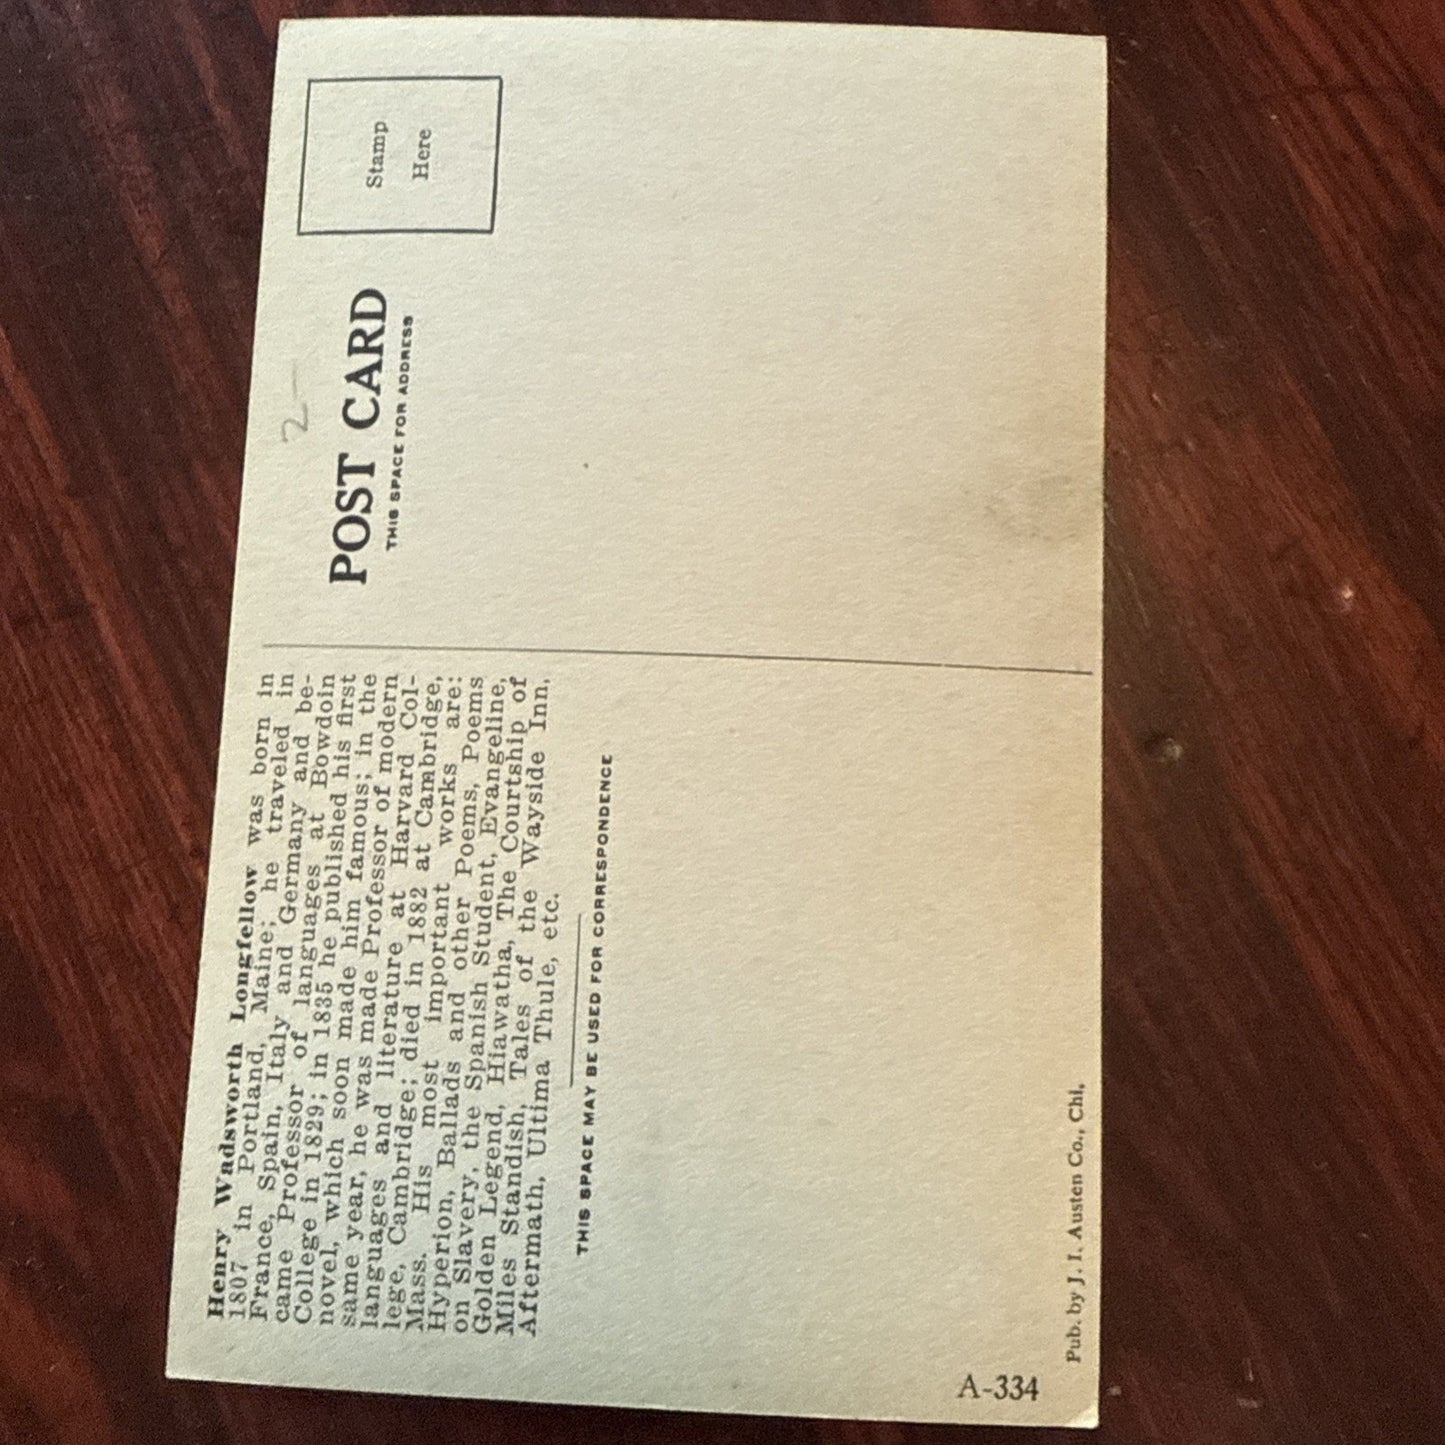 Henry Wadsworth Longfellow was born in
1807 in Portland, Maine; he traveled in
France, Spain, Italy and Germany and be-
came Professor of languages at Bowdoin
College in 1829; in 1835 he published his first
novel, which soon made him famous; in the
same year, he was made Professor of modern
languages and literature at Harvard Col-
lege, Cambridge; died in 1882 at Cambridge,
Mass. His most important works are:
Hyperion, Ballads and other Poems, Poems
on Slavery, the Spanish Student, Evangeline,
Golden Legend, Hiawatha, The Courtship of
Miles Standish, Tales of the Wayside Inn,
Aftermath, Ultima Thule, etc.
THIS SPACE MAY BE USED FOR CORRESPONDENCE
A-334
Pub. by J. I. Austen Co., Chi.
2-
POST CARD
THIS SPACE FOR ADDRESS
Stamp
Here